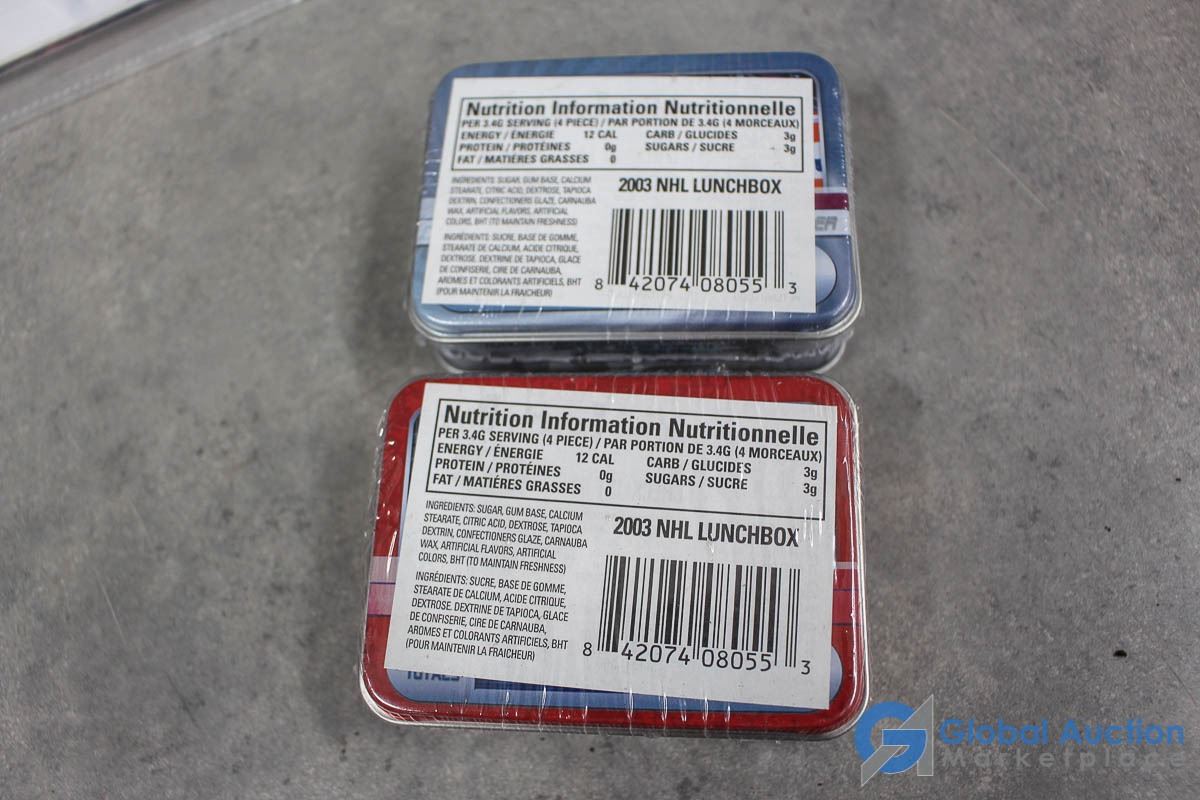 Nutrition Information Nutritionnelle
PER 3.4G SERVING (4 PIECE) / PAR PORTION DE 3.4G (4 MORCEAUX)
ENERGY / ÉNERGIE 12 CAL CARB / GLUCIDES 3g
PROTEIN / PROTÉINES 0g SUGARS / SUCRE 3g
FAT / MATIÈRES GRASSES 0
INGREDIENTS: SUGAR, GUM BASE, CALCIUM
STEARATE, CITRIC ACID, DEXTROSE, TAPIOCA
DEXTRIN, CONFECTIONERS GLAZE, CARNAUBA
WAX, ARTIFICIAL FLAVORS, ARTIFICIAL
COLORS, BHT (TO MAINTAIN FRESHNESS)
INGRÉDIENTS: SUCRE, BASE DE GOMME,
STEARATE DE CALCIUM, ACIDE CITRIQUE,
DEXTROSE. DEXTRINE DE TAPIOCA, GLACE
DE CONFISERIE, CIRE DE CARNAUBA,
AROMES ET COLORANTS ARTIFICIELS, BHT
(POUR MAINTENIR LA FRAICHEUR)
2003 NHL LUNCHBOX
8 42074 08055 3
ER
Nutrition Information Nutritionnelle
PER 3.4G SERVING (4 PIECE) / PAR PORTION DE 3.4G (4 MORCEAUX)
ENERGY / ÉNERGIE 12 CAL CARB / GLUCIDES 3g
PROTEIN / PROTÉINES 0g SUGARS / SUCRE 3g
FAT / MATIÈRES GRASSES 0
INGREDIENTS: SUGAR, GUM BASE, CALCIUM
STEARATE, CITRIC ACID, DEXTROSE, TAPIOCA
DEXTRIN, CONFECTIONERS GLAZE, CARNAUBA
WAX, ARTIFICIAL FLAVORS, ARTIFICIAL
COLORS, BHT (TO MAINTAIN FRESHNESS)
INGRÉDIENTS: SUCRE, BASE DE GOMME,
STEARATE DE CALCIUM, ACIDE CITRIQUE,
DEXTROSE. DEXTRINE DE TAPIOCA, GLACE
DE CONFISERIE, CIRE DE CARNAUBA,
AROMES ET COLORANTS ARTIFICIELS, BHT
(POUR MAINTENIR LA FRAICHEUR)
2003 NHL LUNCHBOX
8 42074 08055 3
TOTALS
Global Auction
Marketplace